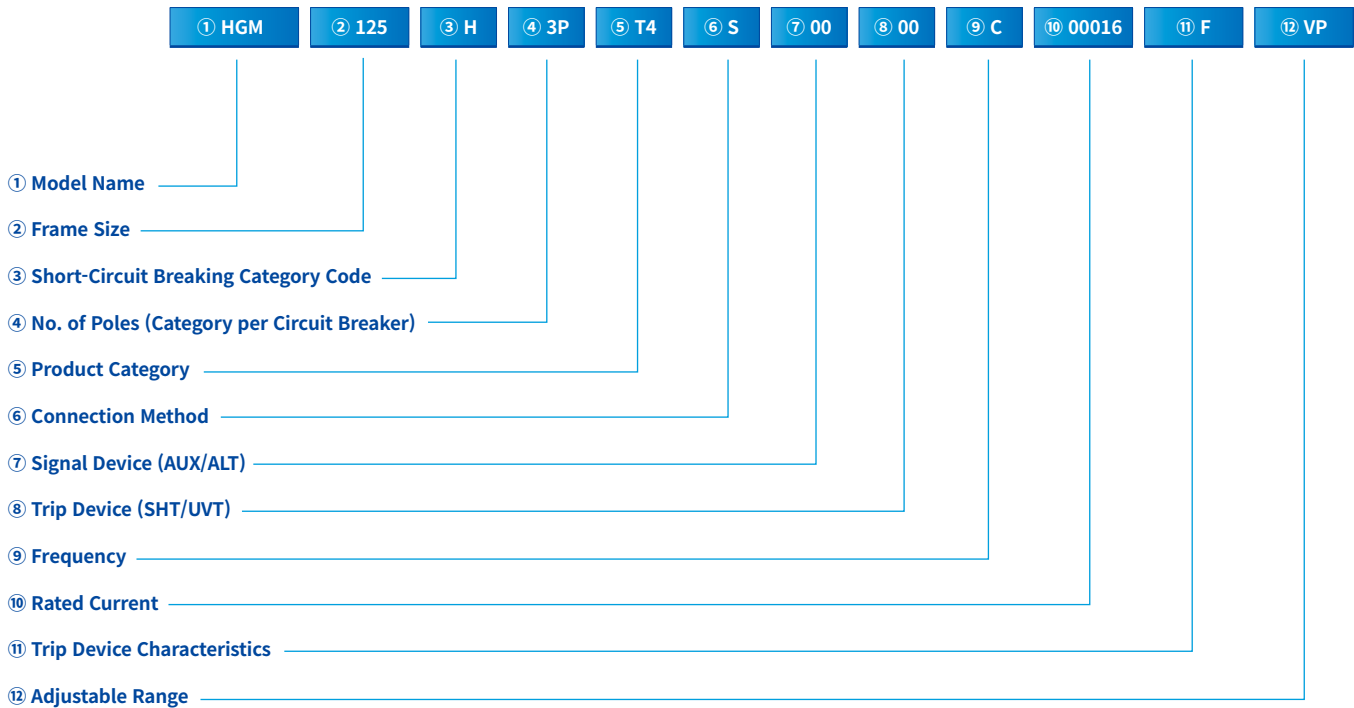 ① HGM ② 125 ③ H ④ 3P ⑤ T4 ⑥ S ⑦ 00 ⑧ 00 ⑨ C ⑩ 00016 ⑪ F ⑫ VP
① Model Name
② Frame Size
③ Short-Circuit Breaking Category Code
④ No. of Poles (Category per Circuit Breaker)
⑤ Product Category
⑥ Connection Method
⑦ Signal Device (AUX/ALT)
⑧ Trip Device (SHT/UVT)
⑨ Frequency
⑩ Rated Current
⑪ Trip Device Characteristics
⑫ Adjustable Range